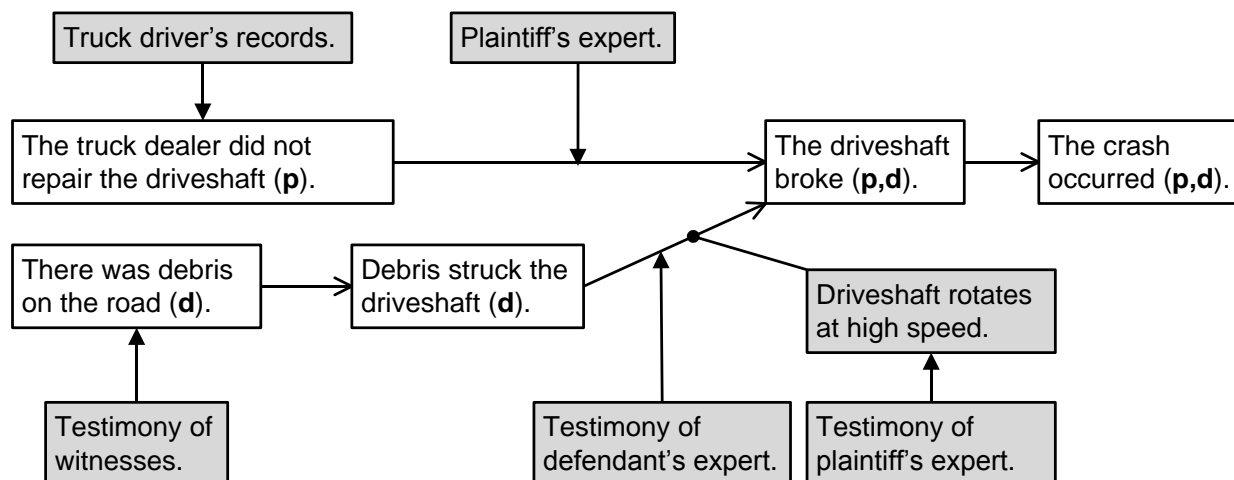 Truck driver’s records.
Plaintiff’s expert.
The truck dealer did not
repair the driveshaft (p).
The driveshaft
broke (p,d).
The crash
occurred (p,d).
There was debris
on the road (d).
Debris struck the
driveshaft (d).
Driveshaft rotates
at high speed.
Testimony of
witnesses.
Testimony of
defendant’s expert.
Testimony of
plaintiff’s expert.